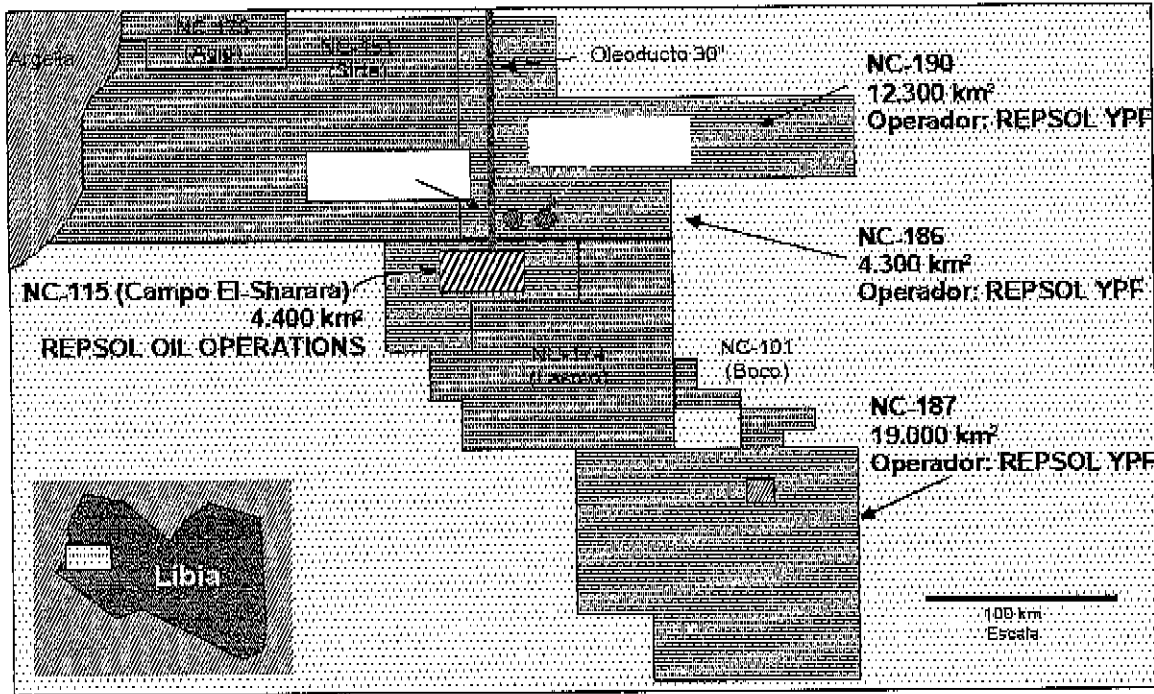 Argelia
Oleoducto 30"
NC-190
12.300 km²
Operador: REPSOL YPF
NC-186
4.300 km²
Operador: REPSOL YPF
NC-115 (Campo El-Sharara)
4.400 km²
REPSOL OIL OPERATIONS
NC-101
(Boco)
NC-187
19.000 km²
Operador: REPSOL YPF
Libia
100 km
Escala